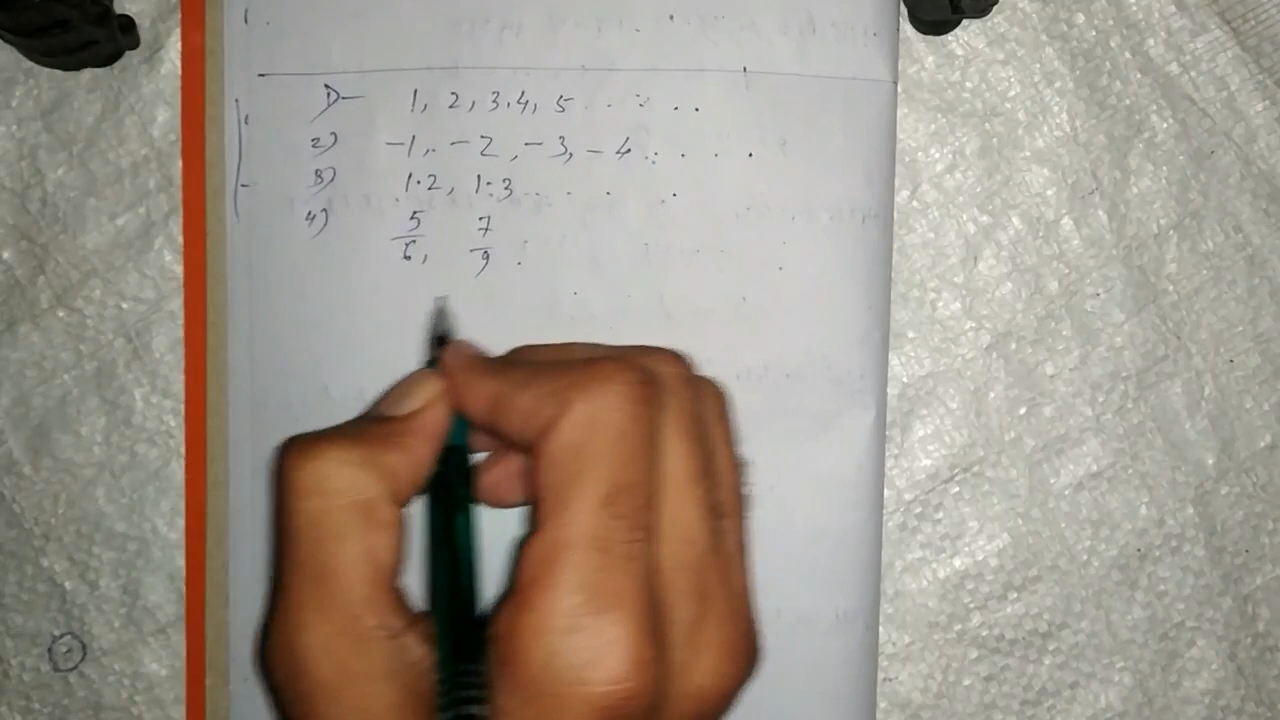 1) 1, 2, 3.4, 5 . . . . .
2) -1, -2, -3, -4 . . . .
3) 1.2, 1.3 . . . .
4) 5/6, 7/9 .